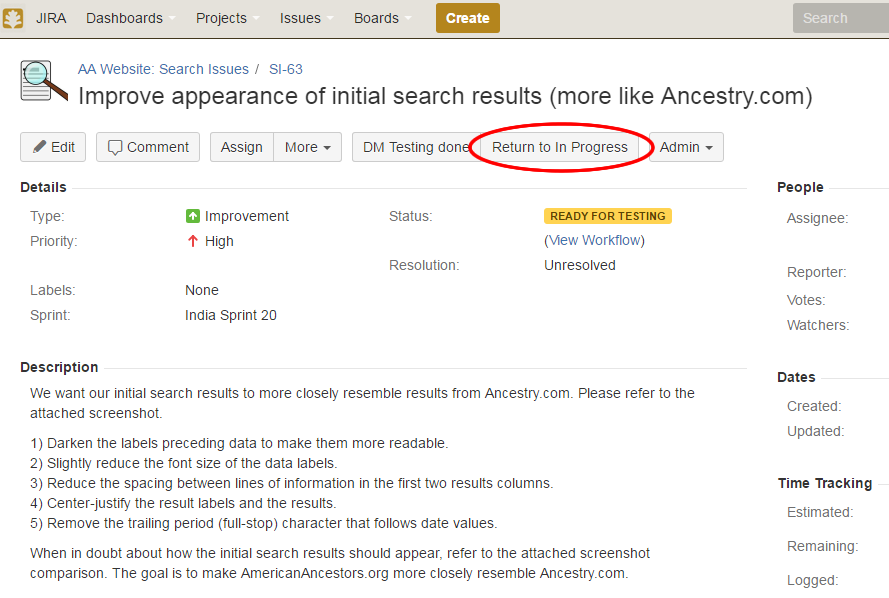 JIRA Dashboards Projects Issues Boards Create Search
AA Website: Search Issues / SI-63
Improve appearance of initial search results (more like Ancestry.com)
Edit Comment Assign More DM Testing done Return to In Progress Admin
Details
Type: Improvement
Priority: High
Labels: None
Sprint: India Sprint 20
Status: READY FOR TESTING
(View Workflow)
Resolution: Unresolved
Description
We want our initial search results to more closely resemble results from Ancestry.com. Please refer to the
attached screenshot.
1) Darken the labels preceding data to make them more readable.
2) Slightly reduce the font size of the data labels.
3) Reduce the spacing between lines of information in the first two results columns.
4) Center-justify the result labels and the results.
5) Remove the trailing period (full-stop) character that follows date values.
When in doubt about how the initial search results should appear, refer to the attached screenshot
comparison. The goal is to make AmericanAncestors.org more closely resemble Ancestry.com.
People
Assignee:
Reporter:
Votes:
Watchers:
Dates
Created:
Updated:
Time Tracking
Estimated:
Remaining:
Logged: